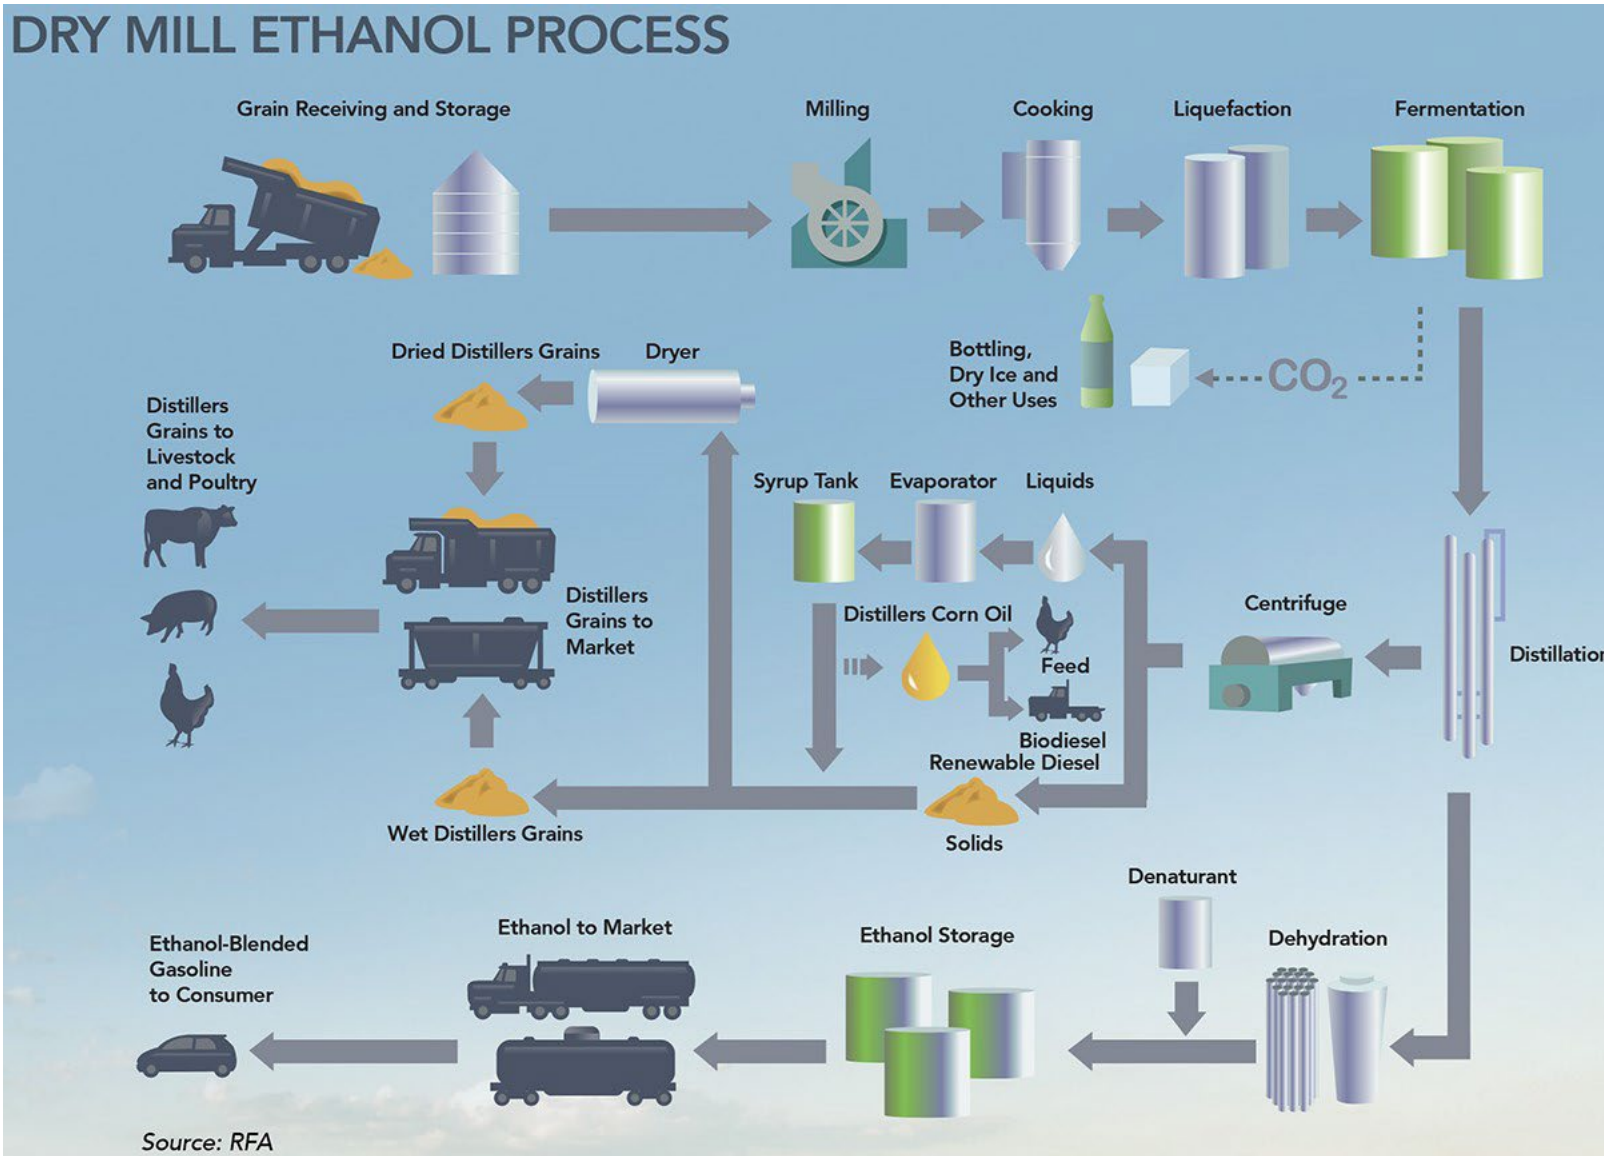 DRY MILL ETHANOL PROCESS
Grain Receiving and Storage
Milling
Cooking
Liquefaction
Fermentation
Bottling,
Dry Ice and
Other Uses
CO2
Dried Distillers Grains
Dryer
Distillers
Grains to
Livestock
and Poultry
Syrup Tank
Evaporator
Liquids
Distillers
Grains to
Market
Distillers Corn Oil
Feed
Biodiesel
Renewable Diesel
Centrifuge
Distillation
Wet Distillers Grains
Solids
Denaturant
Dehydration
Ethanol Storage
Ethanol to Market
Ethanol-Blended
Gasoline
to Consumer
Source: RFA